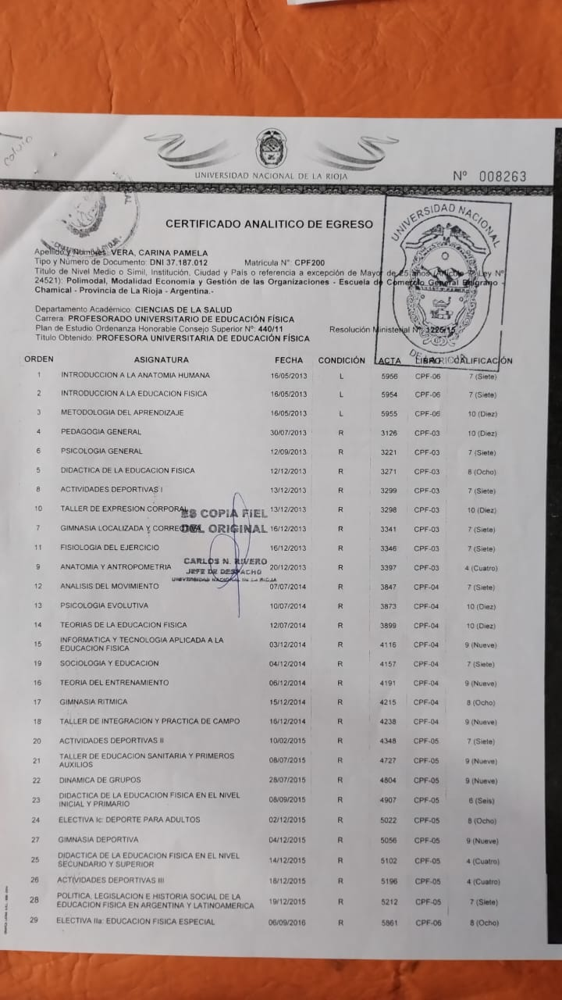 UNIVERSIDAD NACIONAL DE LA RIOJA
Nº 008263
UNIVERSIDAD NACIONAL
DE LA RIOJA
CERTIFICADO ANALITICO DE EGRESO
Apellido y Nombres: VERA, CARINA PAMELA
Tipo y Número de Documento: DNI 37.187.012 Matricula N°: CPF200
Titulo de Nivel Medio o Simil, Institución, Ciudad y País o referencia a excepción de Mayor de 25 años (Artículo 7º Ley Nº
24521): Polimodal, Modalidad Economía y Gestión de las Organizaciones - Escuela de Comercio General Belgrano -
Chamical - Provincia de La Rioja - Argentina.-
Departamento Académico: CIENCIAS DE LA SALUD
Carrera: PROFESORADO UNIVERSITARIO DE EDUCACIÓN FÍSICA
Plan de Estudio Ordenanza Honorable Consejo Superior Nº 440/11 Resolución Ministerial Nº 1225/15
Título Obtenido: PROFESORA UNIVERSITARIA DE EDUCACIÓN FÍSICA
ORDEN ASIGNATURA FECHA CONDICIÓN ACTA LIBRO CALIFICACIÓN
1 INTRODUCCION A LA ANATOMIA HUMANA 16/05/2013 L 5956 CPF-06 7 (Siete)
2 INTRODUCCION A LA EDUCACION FISICA 16/05/2013 L 5954 CPF-06 7 (Siete)
3 METODOLOGIA DEL APRENDIZAJE 16/05/2013 L 5955 CPF-06 10 (Diez)
4 PEDAGOGIA GENERAL 30/07/2013 R 3126 CPF-03 10 (Diez)
6 PSICOLOGIA GENERAL 12/09/2013 R 3221 CPF-03 7 (Siete)
5 DIDACTICA DE LA EDUCACION FISICA 12/12/2013 R 3271 CPF-03 8 (Ocho)
8 ACTIVIDADES DEPORTIVAS I 13/12/2013 R 3299 CPF-03 7 (Siete)
10 TALLER DE EXPRESION CORPORAL 13/12/2013 R 3298 CPF-03 10 (Diez)
7 GIMNASIA LOCALIZADA Y CORRECTIVA 16/12/2013 R 3341 CPF-03 7 (Siete)
11 FISIOLOGIA DEL EJERCICIO 16/12/2013 R 3346 CPF-03 7 (Siete)
9 ANATOMIA Y ANTROPOMETRIA 20/12/2013 R 3397 CPF-03 4 (Cuatro)
ES COPIA FIEL
DEL ORIGINAL
CARLOS N. RIVERO
JEFE DE DESPACHO
UNIVERSIDAD NACIONAL DE LA RIOJA
12 ANALISIS DEL MOVIMIENTO 07/07/2014 R 3847 CPF-04 7 (Siete)
13 PSICOLOGIA EVOLUTIVA 10/07/2014 R 3873 CPF-04 10 (Diez)
14 TEORIAS DE LA EDUCACION FISICA 12/07/2014 R 3899 CPF-04 10 (Diez)
15 INFORMATICA Y TECNOLOGIA APLICADA A LA
EDUCACION FISICA 03/12/2014 R 4116 CPF-04 9 (Nueve)
19 SOCIOLOGIA Y EDUCACION 04/12/2014 R 4157 CPF-04 7 (Siete)
16 TEORIA DEL ENTRENAMIENTO 06/12/2014 R 4191 CPF-04 9 (Nueve)
17 GIMNASIA RITMICA 15/12/2014 R 4215 CPF-04 8 (Ocho)
18 TALLER DE INTEGRACION Y PRACTICA DE CAMPO 16/12/2014 R 4238 CPF-04 9 (Nueve)
20 ACTIVIDADES DEPORTIVAS II 10/02/2015 R 4348 CPF-05 7 (Siete)
21 TALLER DE EDUCACION SANITARIA Y PRIMEROS
AUXILIOS 08/07/2015 R 4727 CPF-05 9 (Nueve)
22 DINAMICA DE GRUPOS 28/07/2015 R 4804 CPF-05 9 (Nueve)
23 DIDACTICA DE LA EDUCACION FISICA EN EL NIVEL
INICIAL Y PRIMARIO 08/09/2015 R 4907 CPF-05 6 (Seis)
24 ELECTIVA Ic: DEPORTE PARA ADULTOS 02/12/2015 R 5022 CPF-05 8 (Ocho)
27 GIMNASIA DEPORTIVA 04/12/2015 R 5056 CPF-05 9 (Nueve)
25 DIDACTICA DE LA EDUCACION FISICA EN EL NIVEL
SECUNDARIO Y SUPERIOR 14/12/2015 R 5102 CPF-05 4 (Cuatro)
26 ACTIVIDADES DEPORTIVAS III 18/12/2015 R 5196 CPF-05 4 (Cuatro)
28 POLITICA, LEGISLACION E HISTORIA SOCIAL DE LA
EDUCACION FISICA EN ARGENTINA Y LATINOAMERICA 19/12/2015 R 5212 CPF-05 7 (Siete)
29 ELECTIVA IIa: EDUCACION FISICA ESPECIAL 06/09/2016 R 5861 CPF-06 8 (Ocho)